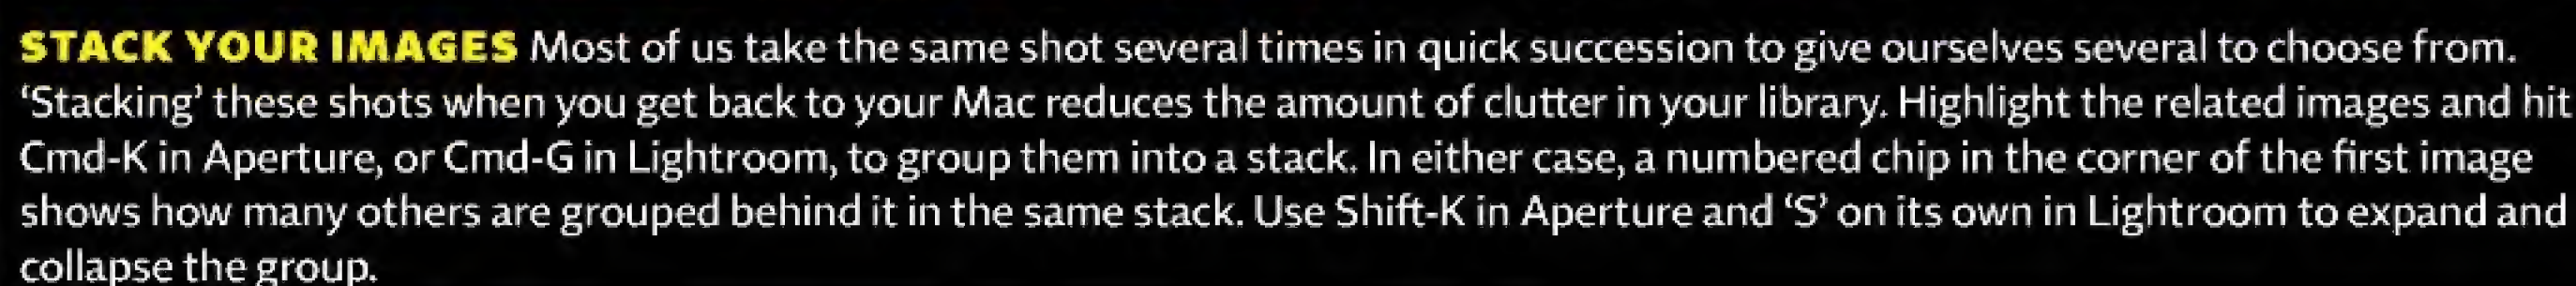 STACK YOUR IMAGES Most of us take the same shot several times in quick succession to give ourselves several to choose from.
‘Stacking’ these shots when you get back to your Mac reduces the amount of clutter in your library. Highlight the related images and hit
Cmd-K in Aperture, or Cmd-G in Lightroom, to group them into a stack. In either case, a numbered chip in the corner of the first image
shows how many others are grouped behind it in the same stack. Use Shift-K in Aperture and ‘S’ on its own in Lightroom to expand and
collapse the group.